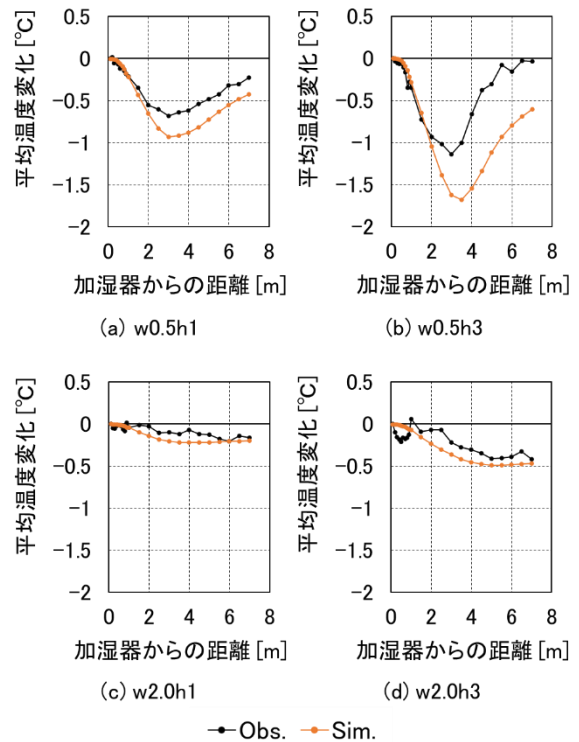 平均温度変化 [℃]
0.5
0
−0.5
−1
−1.5
−2
0 2 4 6 8
加湿器からの距離 [m]
(a) w0.5h1
平均温度変化 [℃]
0.5
0
−0.5
−1
−1.5
−2
0 2 4 6 8
加湿器からの距離 [m]
(b) w0.5h3
平均温度変化 [℃]
0.5
0
−0.5
−1
−1.5
−2
0 2 4 6 8
加湿器からの距離 [m]
(c) w2.0h1
平均温度変化 [℃]
0.5
0
−0.5
−1
−1.5
−2
0 2 4 6 8
加湿器からの距離 [m]
(d) w2.0h3
Obs. Sim.